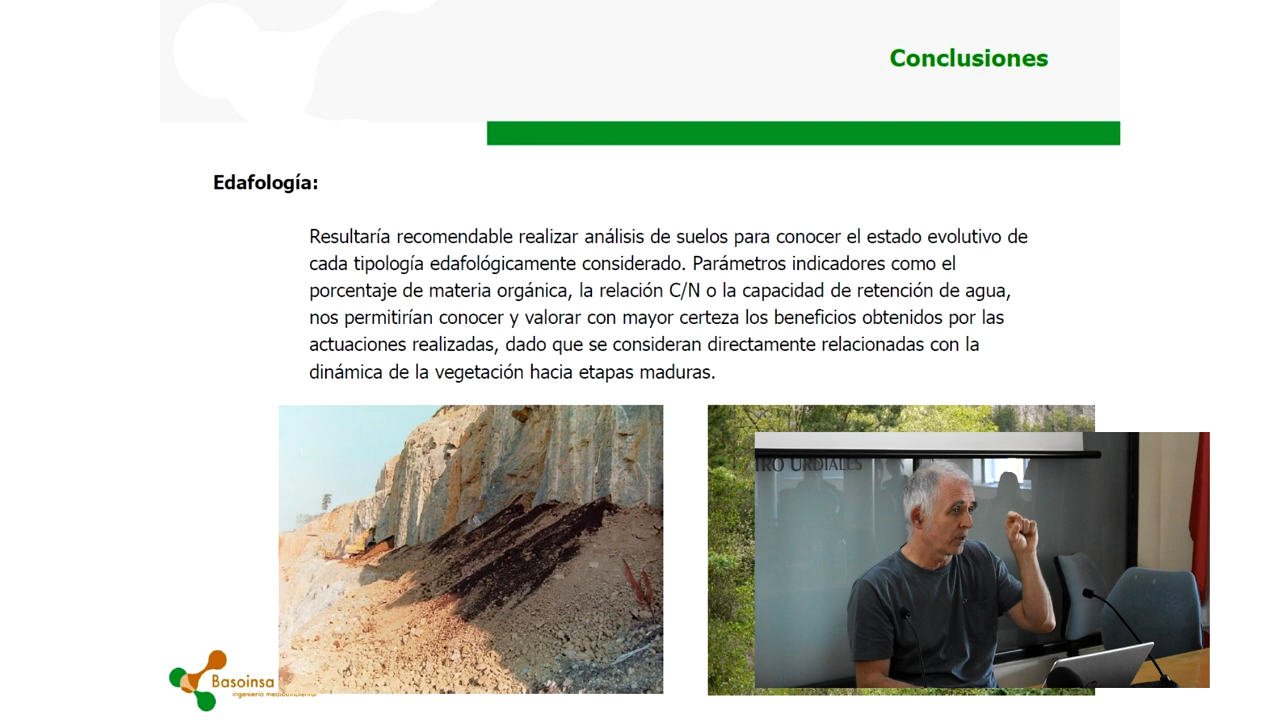 Conclusiones
Edafología:
Resultaría recomendable realizar análisis de suelos para conocer el estado evolutivo de
cada tipología edafológicamente considerado. Parámetros indicadores como el
porcentaje de materia orgánica, la relación C/N o la capacidad de retención de agua,
nos permitirían conocer y valorar con mayor certeza los beneficios obtenidos por las
actuaciones realizadas, dado que se consideran directamente relacionadas con la
dinámica de la vegetación hacia etapas maduras.
TRO URDIALES
Basoinsa
ingeniería medioambiental